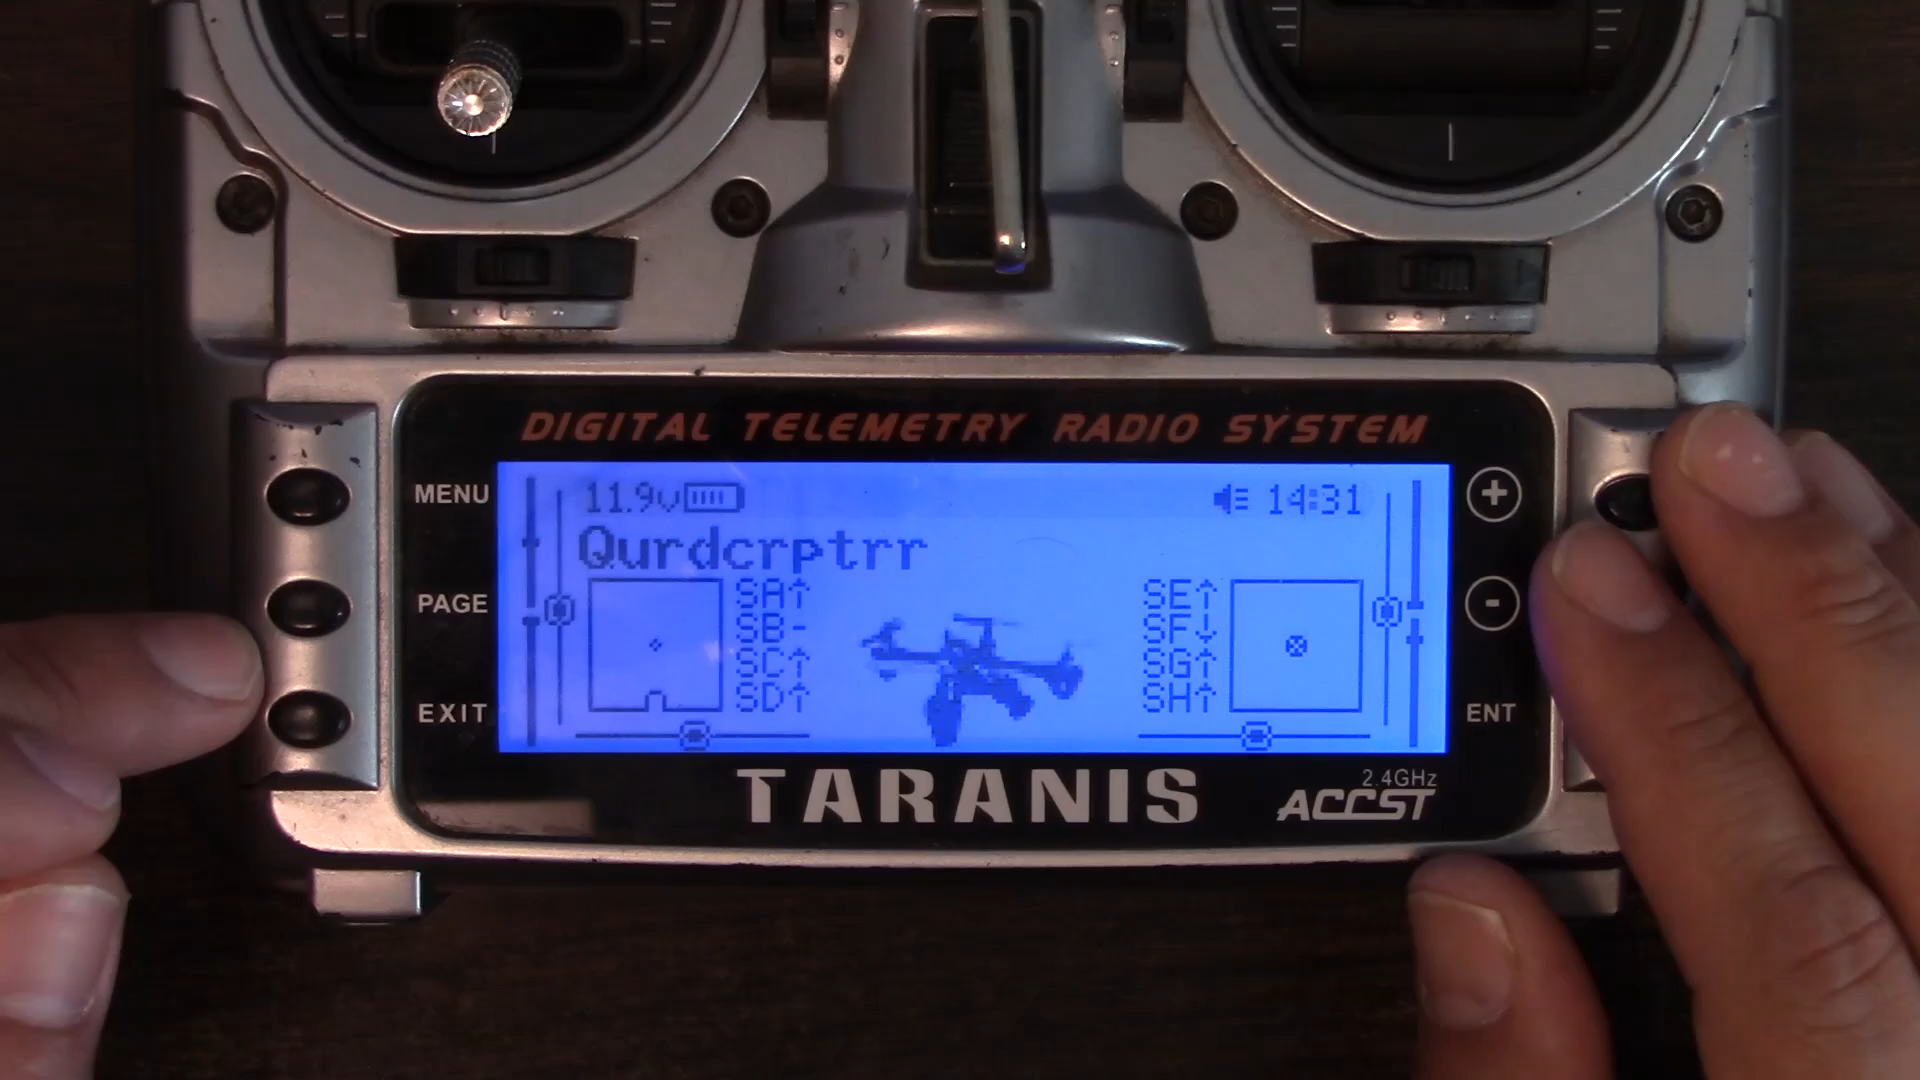 DIGITAL TELEMETRY RADIO SYSTEM
MENU
PAGE
EXIT
11.9v
14:31
Qurdcrptrr
SA↑
SB-
SC↑
SD↑
SE↑
SF↓
SG↑
SH↑
+
-
ENT
TARANIS
2.4GHz
ACCST